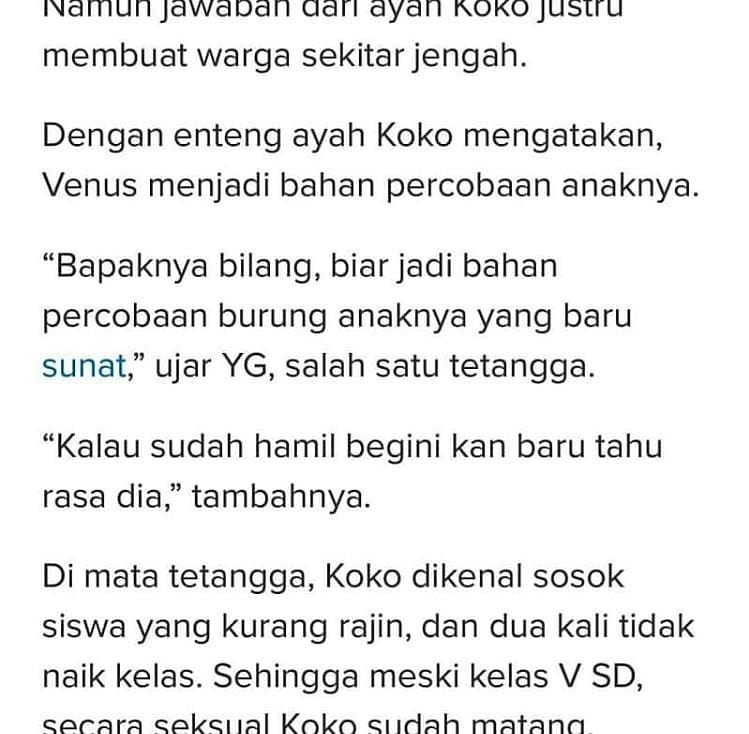 Namun jawaban dari ayah Koko justru
membuat warga sekitar jengah.
Dengan enteng ayah Koko mengatakan,
Venus menjadi bahan percobaan anaknya.
“Bapaknya bilang, biar jadi bahan
percobaan burung anaknya yang baru
sunat,” ujar YG, salah satu tetangga.
“Kalau sudah hamil begini kan baru tahu
rasa dia,” tambahnya.
Di mata tetangga, Koko dikenal sosok
siswa yang kurang rajin, dan dua kali tidak
naik kelas. Sehingga meski kelas V SD,
secara seksual Koko sudah matang.